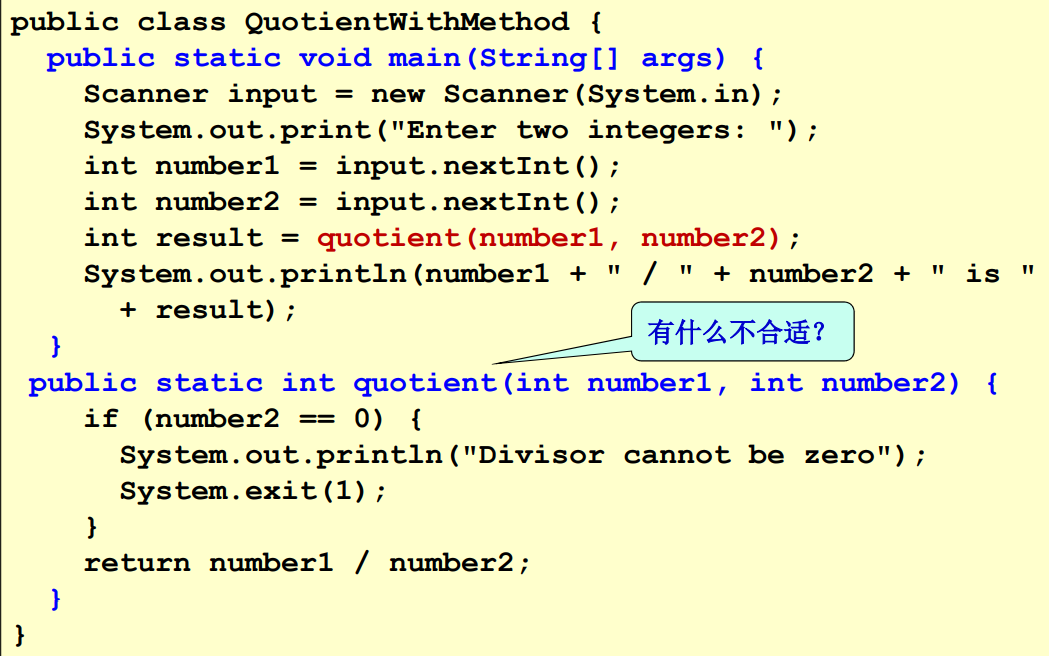 public class QuotientWithMethod {
public static void main(String[] args) {
Scanner input = new Scanner(System.in);
System.out.print("Enter two integers: ");
int number1 = input.nextInt();
int number2 = input.nextInt();
int result = quotient(number1, number2);
System.out.println(number1 + " / " + number2 + " is "
+ result);
有什么不合适?
}
public static int quotient(int number1, int number2) {
if (number2 == 0) {
System.out.println("Divisor cannot be zero");
System.exit(1);
}
return number1 / number2;
}
}